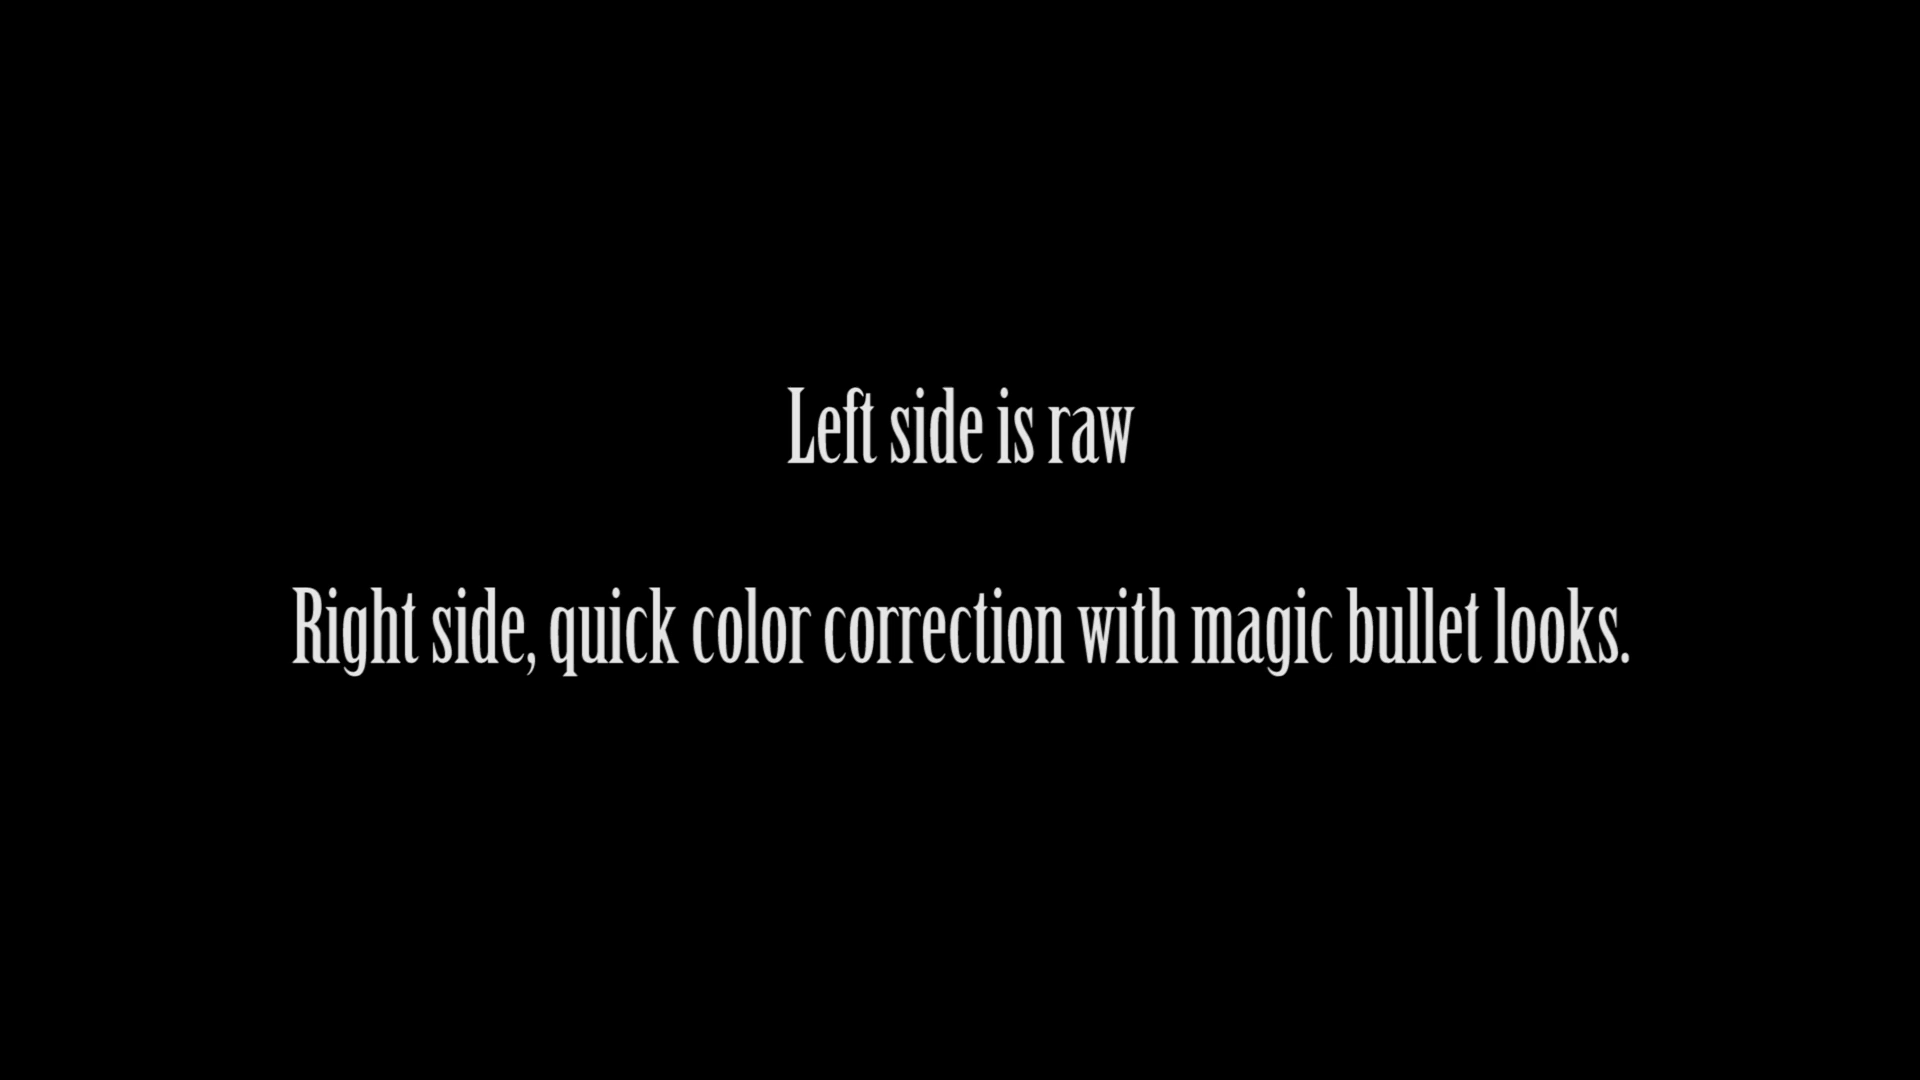 Left side is raw
Right side, quick color correction with magic bullet looks.